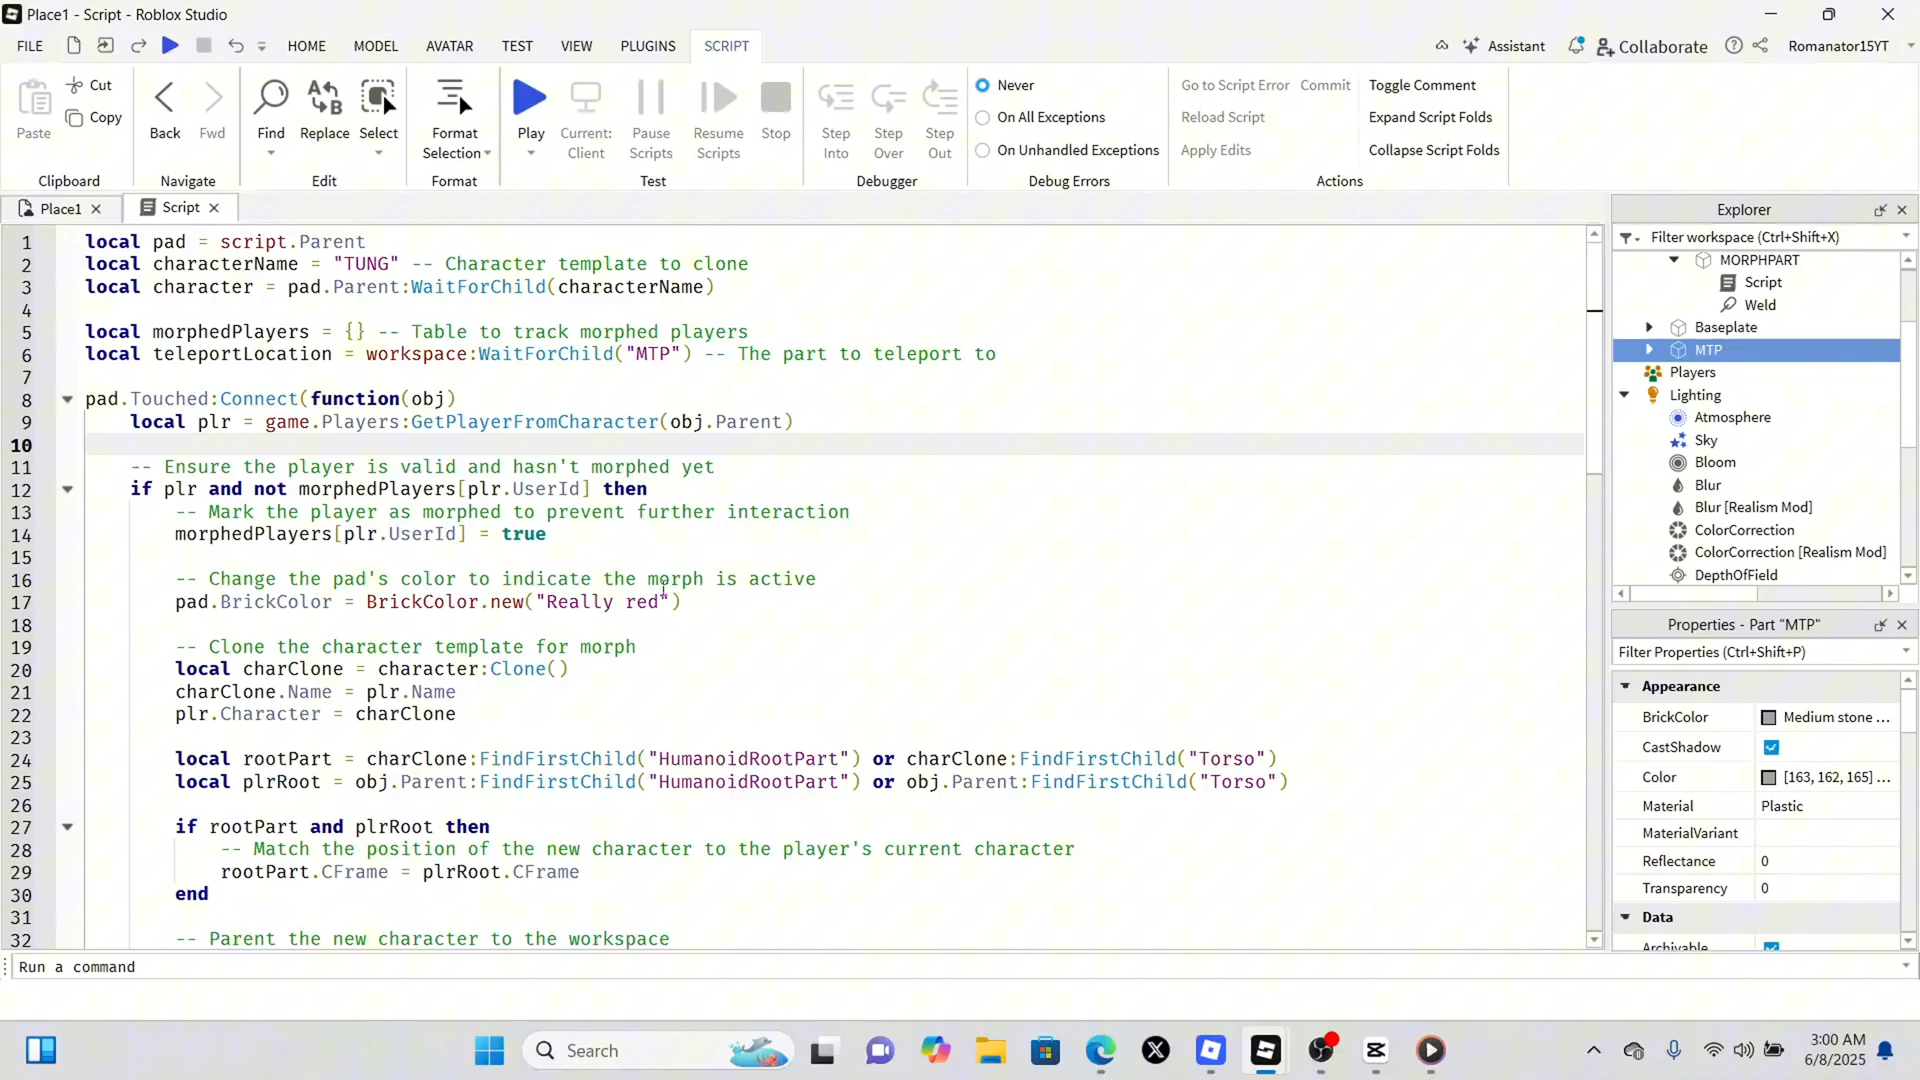 Place1 - Script - Roblox Studio
FILE HOME MODEL AVATAR TEST VIEW PLUGINS SCRIPT Assistant Collaborate Romanator15YT
Paste Cut Copy Back Fwd Find Replace Select Format Selection Play Current: Client Pause Scripts Resume Scripts Stop Step Into Step Over Step Out
Never
On All Exceptions
On Unhandled Exceptions
Go to Script Error Commit Toggle Comment
Reload Script Expand Script Folds
Apply Edits Collapse Script Folds
Clipboard Navigate Edit Format Test Debugger Debug Errors Actions
Place1 Script
1 local pad = script.Parent
2 local characterName = "TUNG" -- Character template to clone
3 local character = pad.Parent:WaitForChild(characterName)
4
5 local morphedPlayers = {} -- Table to track morphed players
6 local teleportLocation = workspace:WaitForChild("MTP") -- The part to teleport to
7
8 pad.Touched:Connect(function(obj)
9 local plr = game.Players:GetPlayerFromCharacter(obj.Parent)
10
11 -- Ensure the player is valid and hasn't morphed yet
12 if plr and not morphedPlayers[plr.UserId] then
13 -- Mark the player as morphed to prevent further interaction
14 morphedPlayers[plr.UserId] = true
15
16 -- Change the pad's color to indicate the morph is active
17 pad.BrickColor = BrickColor.new("Really red")
18
19 -- Clone the character template for morph
20 local charClone = character:Clone()
21 charClone.Name = plr.Name
22 plr.Character = charClone
23
24 local rootPart = charClone:FindFirstChild("HumanoidRootPart") or charClone:FindFirstChild("Torso")
25 local plrRoot = obj.Parent:FindFirstChild("HumanoidRootPart") or obj.Parent:FindFirstChild("Torso")
26
27 if rootPart and plrRoot then
28 -- Match the position of the new character to the player's current character
29 rootPart.CFrame = plrRoot.CFrame
30 end
31
32 -- Parent the new character to the workspace
Explorer
Filter workspace (Ctrl+Shift+X)
MORPHPART
Script
Weld
Baseplate
MTP
Players
Lighting
Atmosphere
Sky
Bloom
Blur
Blur [Realism Mod]
ColorCorrection
ColorCorrection [Realism Mod]
DepthOfField
Properties - Part "MTP"
Filter Properties (Ctrl+Shift+P)
Appearance
BrickColor Medium stone ...
CastShadow
Color [163, 162, 165] ...
Material Plastic
MaterialVariant
Reflectance 0
Transparency 0
Data
Archivable
Run a command
Search
3:00 AM
6/8/2025